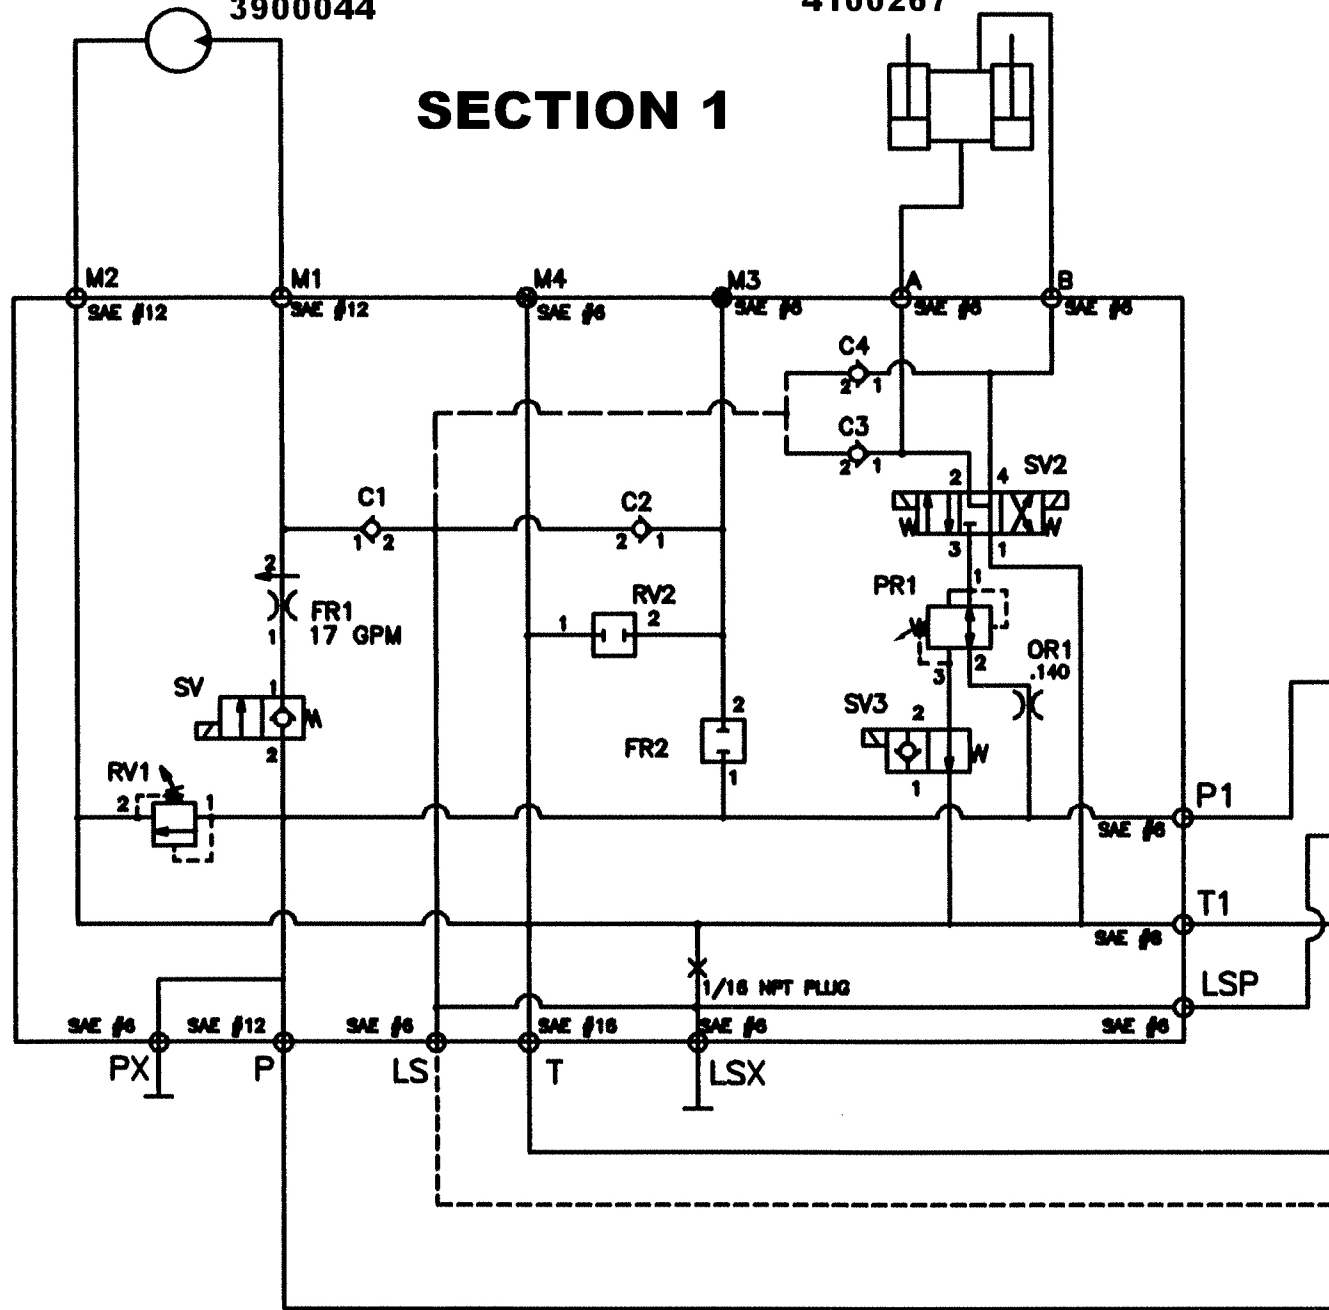 3900044
4100267
SECTION 1
M2
SAE #12
M1
SAE #12
M4
SAE #6
M3
SAE #6
A
SAE #6
B
SAE #6
C4
2 1
C3
2 1
2 4
SV2
3 1
C1
1 2
C2
2 1
2
FR1
17 GPM
1
RV2
1 2
PR1
1
3 2
OR1
.140
SV
1
2
2
FR2
1
SV3
2
1
RV1
2 1
P1
SAE #6
T1
SAE #6
1/16 NPT PLUG
LSP
SAE #6
SAE #6
SAE #12
SAE #6
SAE #16
SAE #6
PX
P
LS
T
LSX